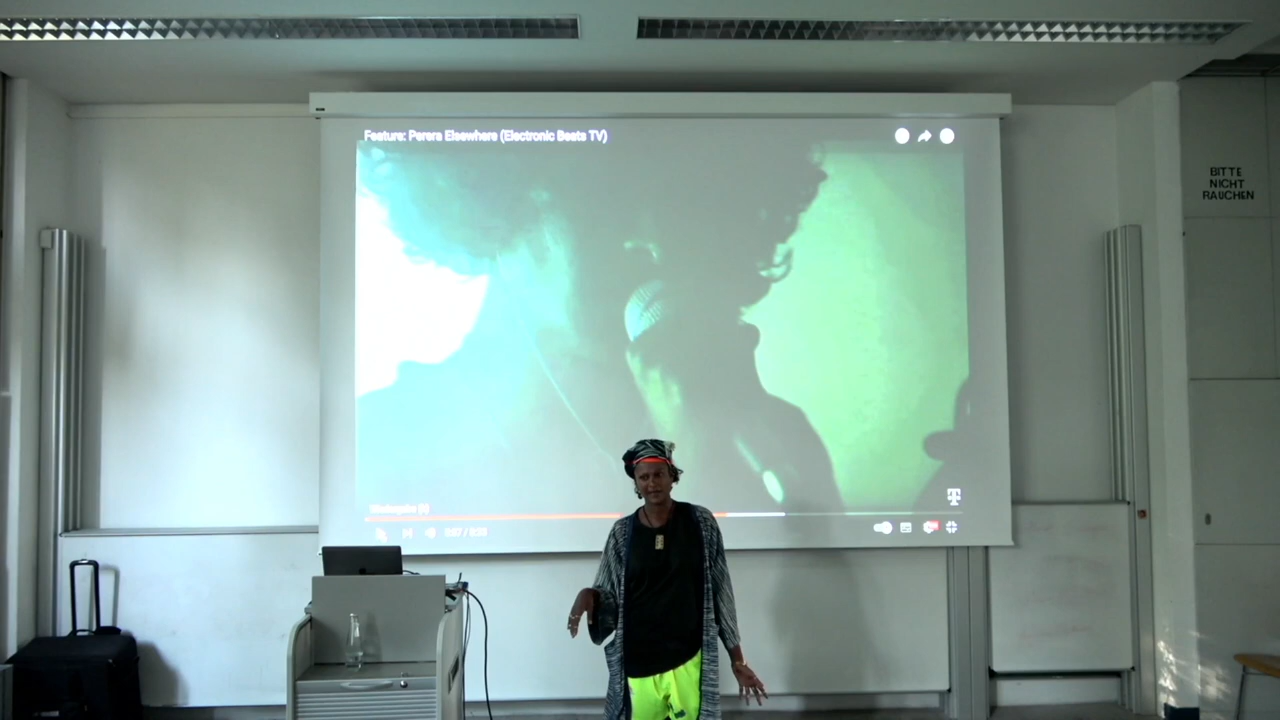 Feature: Perera Elsewhere (Electronic Beats TV)
BITTE
NICHT
RAUCHEN